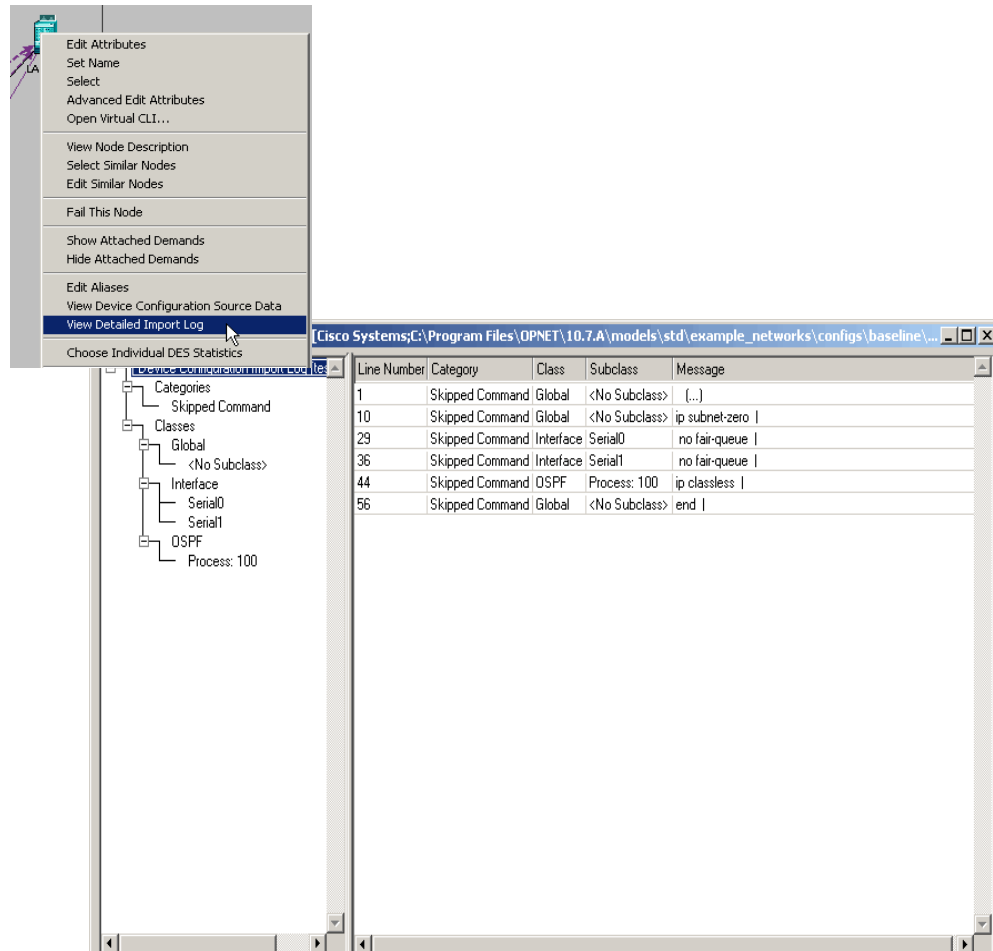 LA
Edit Attributes
Set Name
Select
Advanced Edit Attributes
Open Virtual CLI...
View Node Description
Select Similar Nodes
Edit Similar Nodes
Fail This Node
Show Attached Demands
Hide Attached Demands
Edit Aliases
View Device Configuration Source Data
View Detailed Import Log
Choose Individual DES Statistics
[Cisco Systems;C:\Program Files\OPNET\10.7.A\models\std\example_networks\configs\baseline\...
Device Configuration Import Log
Categories
Skipped Command
Classes
Global
<No Subclass>
Interface
Serial0
Serial1
OSPF
Process: 100
Line Number Category Class Subclass Message
1 Skipped Command Global <No Subclass> (...)
10 Skipped Command Global <No Subclass> ip subnet-zero |
29 Skipped Command Interface Serial0 no fair-queue |
36 Skipped Command Interface Serial1 no fair-queue |
44 Skipped Command OSPF Process: 100 ip classless |
56 Skipped Command Global <No Subclass> end |